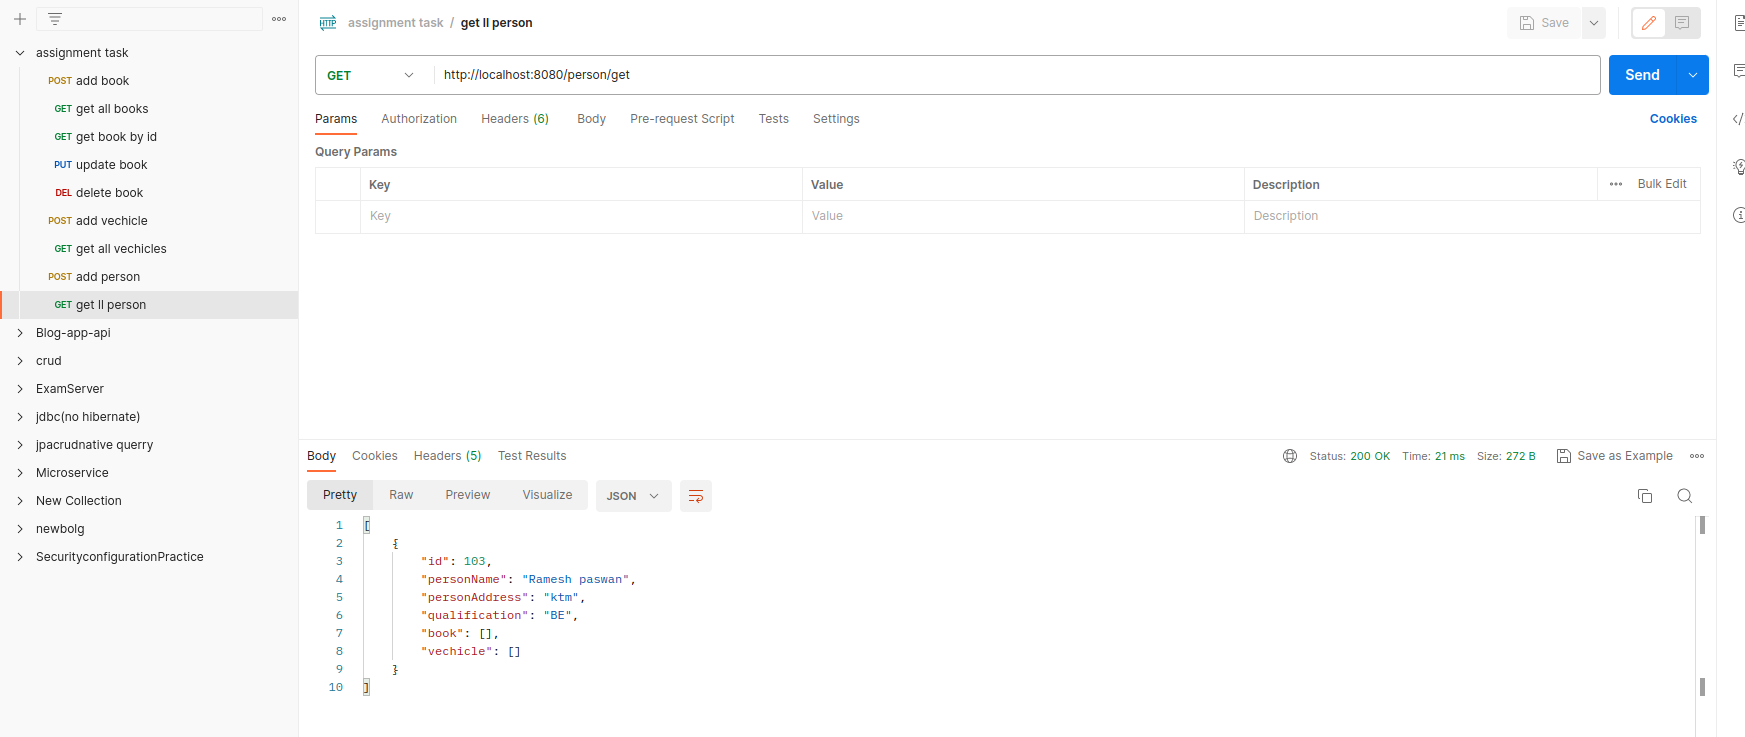 assignment task
POST add book
GET get all books
GET get book by id
PUT update book
DEL delete book
POST add vechicle
GET get all vechicles
POST add person
GET get ll person
Blog-app-api
crud
ExamServer
jdbc(no hibernate)
jpacrudnative querry
Microservice
New Collection
newbolg
SecurityconfigurationPractice
HTTP assignment task / get ll person
Save
GET http://localhost:8080/person/get
Send
Params Authorization Headers (6) Body Pre-request Script Tests Settings Cookies
Query Params
Key Value Description Bulk Edit
Key Value Description
Body Cookies Headers (5) Test Results Status: 200 OK Time: 21 ms Size: 272 B Save as Example
Pretty Raw Preview Visualize JSON
1 [
2 {
3 "id": 103,
4 "personName": "Ramesh paswan",
5 "personAddress": "ktm",
6 "qualification": "BE",
7 "book": [],
8 "vechicle": []
9 }
10 ]